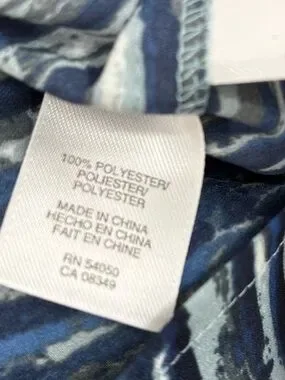 100% POLYESTER/
POLIESTER/
POLYESTER
MADE IN CHINA
HECHO EN CHINA
FAIT EN CHINE
RN 54050
CA 08349